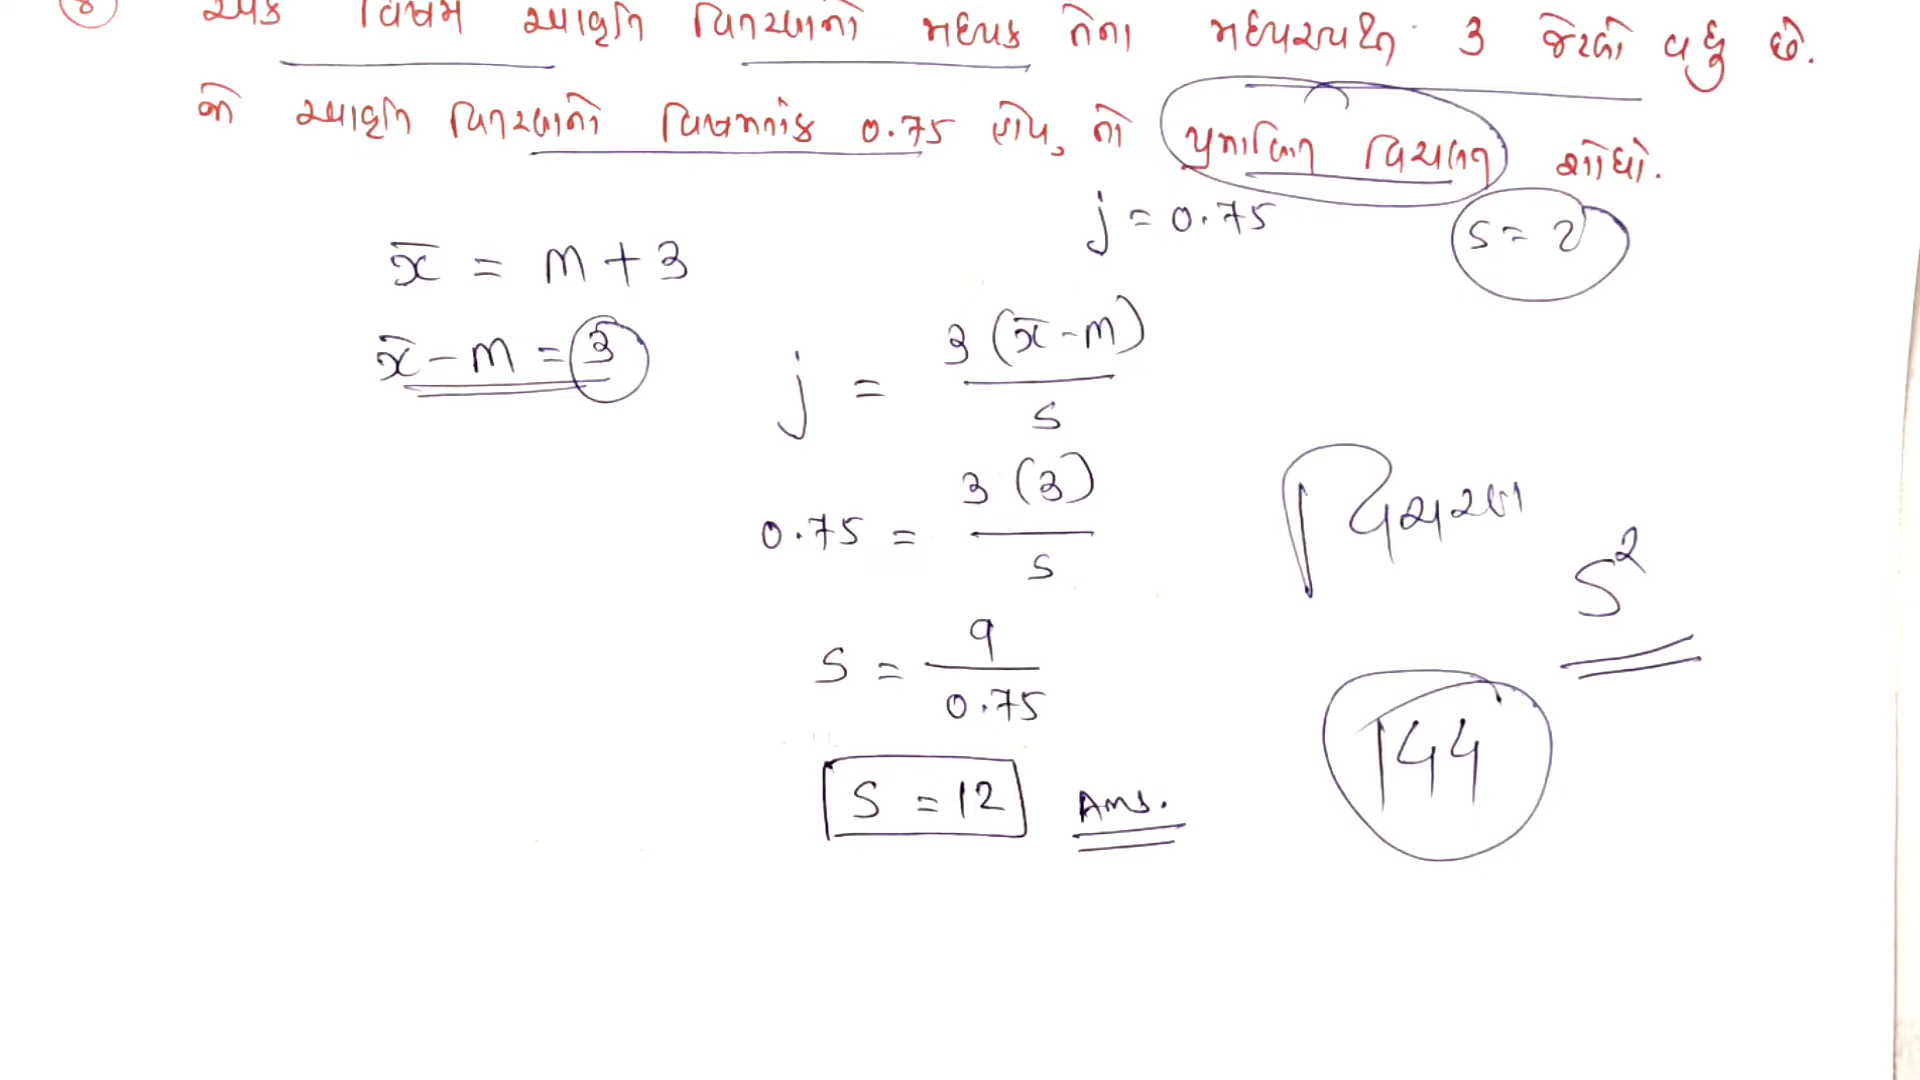 એક વિષમ આવૃત્તિ વિતરણનો મધ્યક તેના મધ્યસ્થથી 3 જેટલો વધુ છે.
જો આવૃત્તિ વિતરણનો વિષમતાંક 0.75 હોય, તો પ્રમાણિત વિચલન શોધો.
j = 0.75
s = ?
x̄ = M + 3
x̄ - M = 3
j = 3 (x̄ - M) / s
0.75 = 3 (3) / s
s = 9 / 0.75
s = 12 Ans.
વિચરણ
s²
144